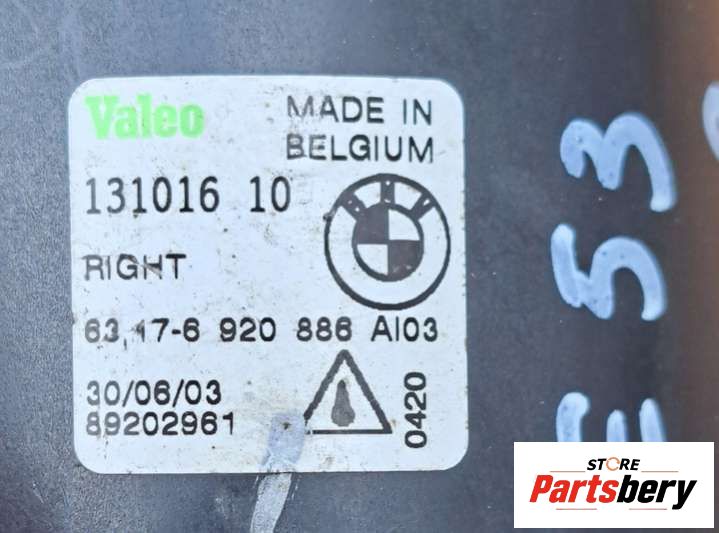 Valeo
MADE IN
BELGIUM
131016 10
RIGHT
63,17-6 920 886 AI03
30/06/03
89202961
0420
E 53
STORE
Partsbery